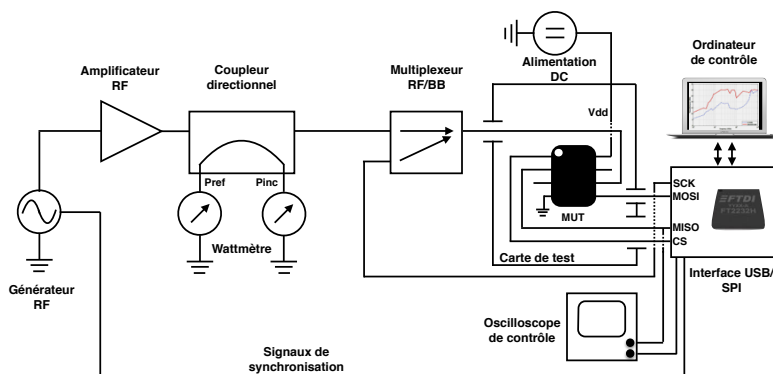 Alimentation
DC
Ordinateur
de contrôle
Amplificateur
RF
Coupleur
directionnel
Multiplexeur
RF/BB
Vdd
Pref
Pinc
Wattmètre
MUT
SCK
MOSI
MISO
CS
FTDI
FT2232H
Carte de test
Interface USB/
SPI
Générateur
RF
Oscilloscope
de contrôle
Signaux de
synchronisation